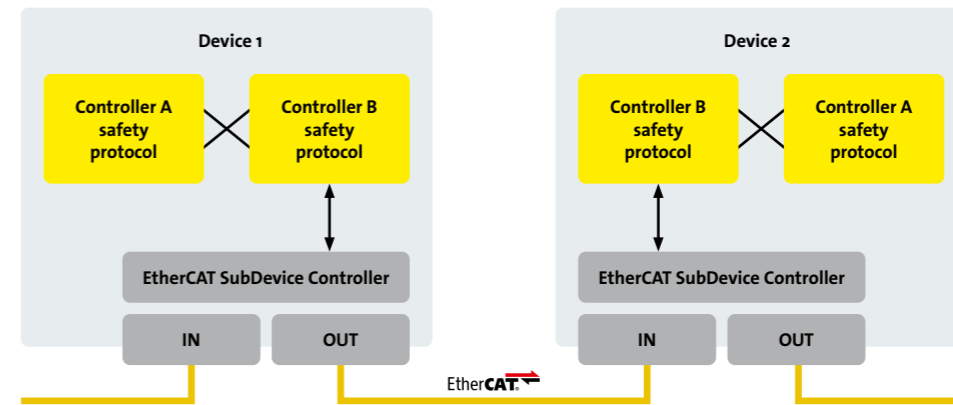 Device 1
Controller A
safety
protocol
Controller B
safety
protocol
EtherCAT SubDevice Controller
IN
OUT
Device 2
Controller B
safety
protocol
Controller A
safety
protocol
EtherCAT SubDevice Controller
IN
OUT
EtherCAT®